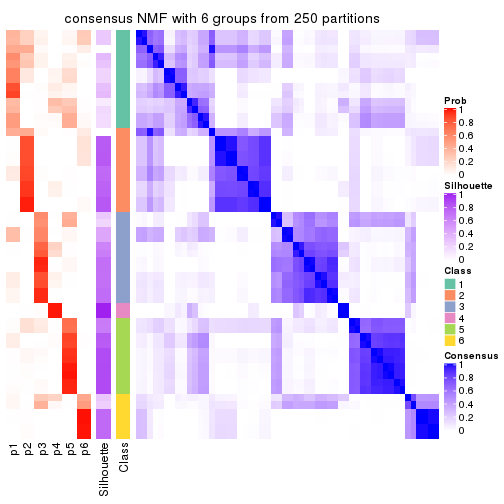 consensus NMF with 6 groups from 250 partitions
Prob
1
0.8
0.6
0.4
0.2
0
Silhouette
1
0.8
0.6
0.4
0.2
0
Class
1
2
3
4
5
6
Consensus
1
0.8
0.6
0.4
0.2
0
p1
p2
p3
p4
p5
p6
Silhouette
Class